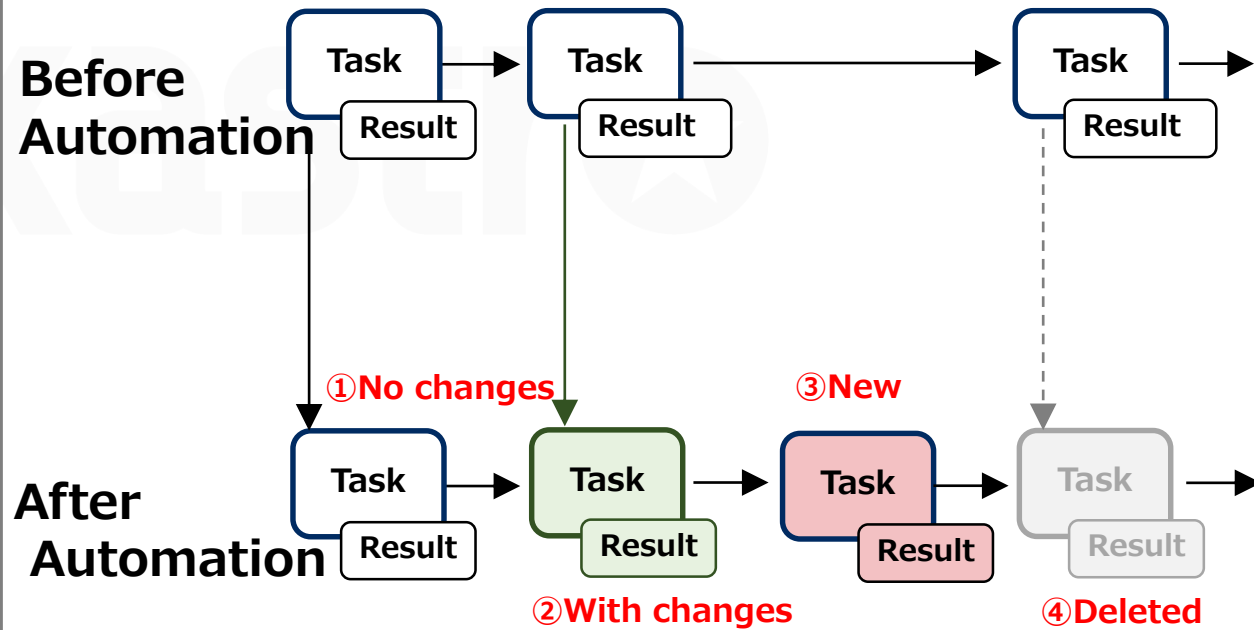 Before
Automation
Task
Result
Task
Result
Task
Result
①No changes
③New
After
Automation
Task
Result
Task
Result
Task
Result
Task
Result
②With changes
④Deleted